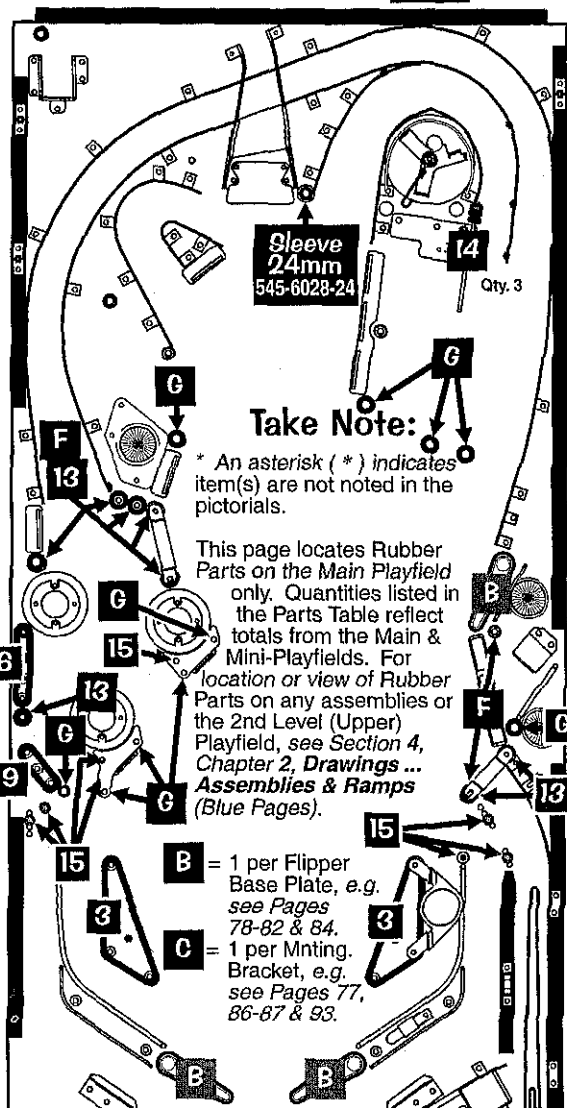 Sleeve
24mm
545-6028-24
14
Qty. 3
G
G
Take Note:
F
13
* An asterisk ( * ) indicates
item(s) are not noted in the
pictorials.
This page locates Rubber
Parts on the Main Playfield
only. Quantities listed in
the Parts Table reflect
totals from the Main &
Mini-Playfields. For
location or view of Rubber
Parts on any assemblies or
the 2nd Level (Upper)
Playfield, see Section 4,
Chapter 2, Drawings ...
Assemblies & Ramps
(Blue Pages).
B
G
15
6
13
F
G
G
9
G
13
15
15
B = 1 per Flipper
Base Plate, e.g.
see Pages
78-82 & 84.
3
*
3
C = 1 per Mnting.
Bracket, e.g.
see Pages 77,
86-87 & 93.
B
B